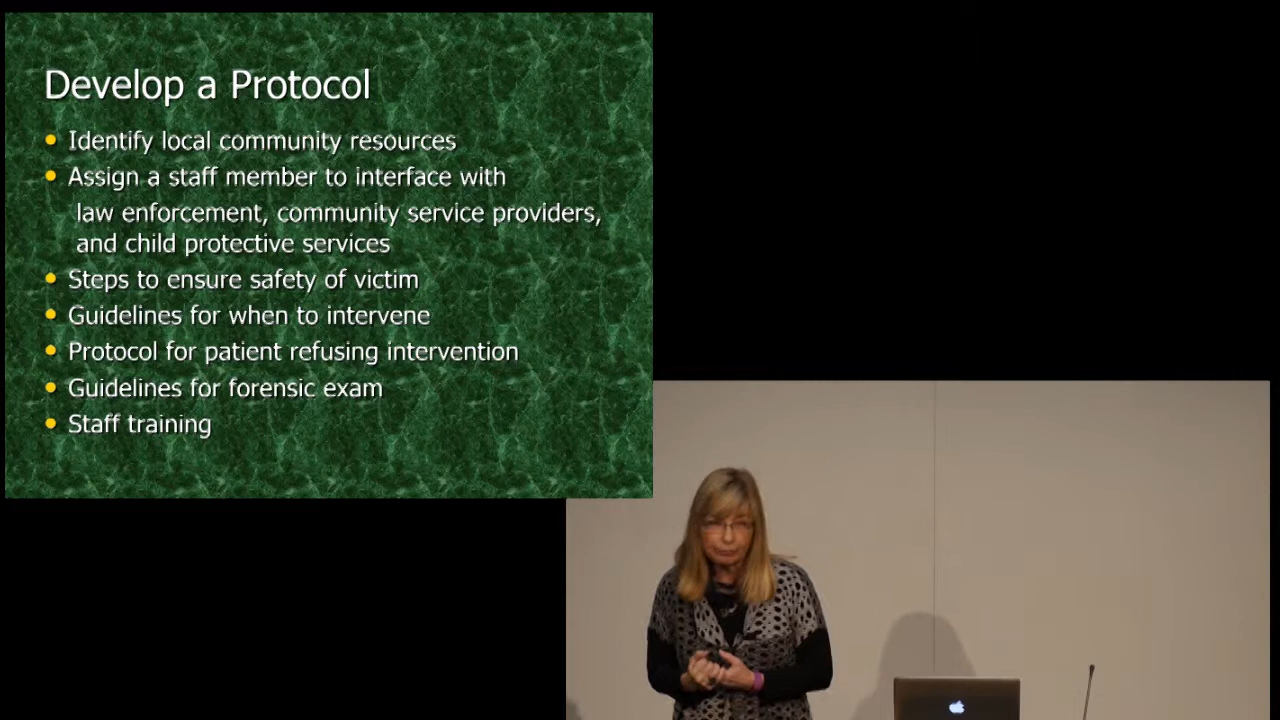 Develop a Protocol
Identify local community resources
Assign a staff member to interface with
law enforcement, community service providers,
and child protective services
Steps to ensure safety of victim
Guidelines for when to intervene
Protocol for patient refusing intervention
Guidelines for forensic exam
Staff training